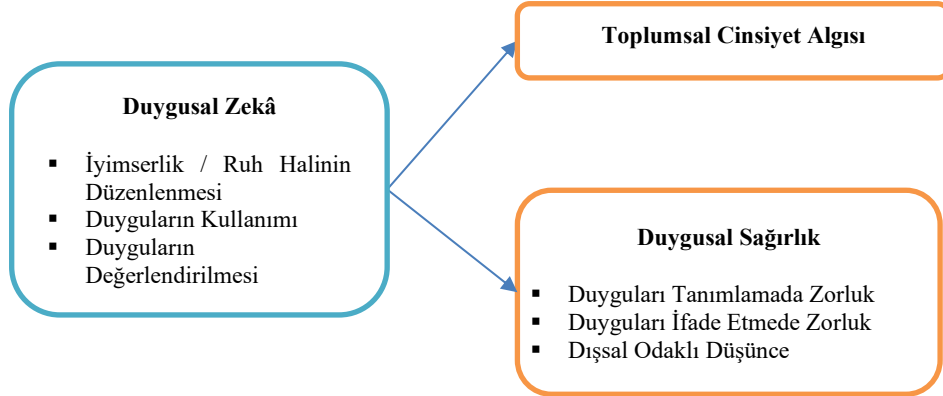 Duygusal Zekâ
▪ İyimserlik / Ruh Halinin
Düzenlenmesi
▪ Duyguların Kullanımı
▪ Duyguların
Değerlendirilmesi
Toplumsal Cinsiyet Algısı
Duygusal Sağırlık
▪ Duyguları Tanımlamada Zorluk
▪ Duyguları İfade Etmede Zorluk
▪ Dışsal Odaklı Düşünce